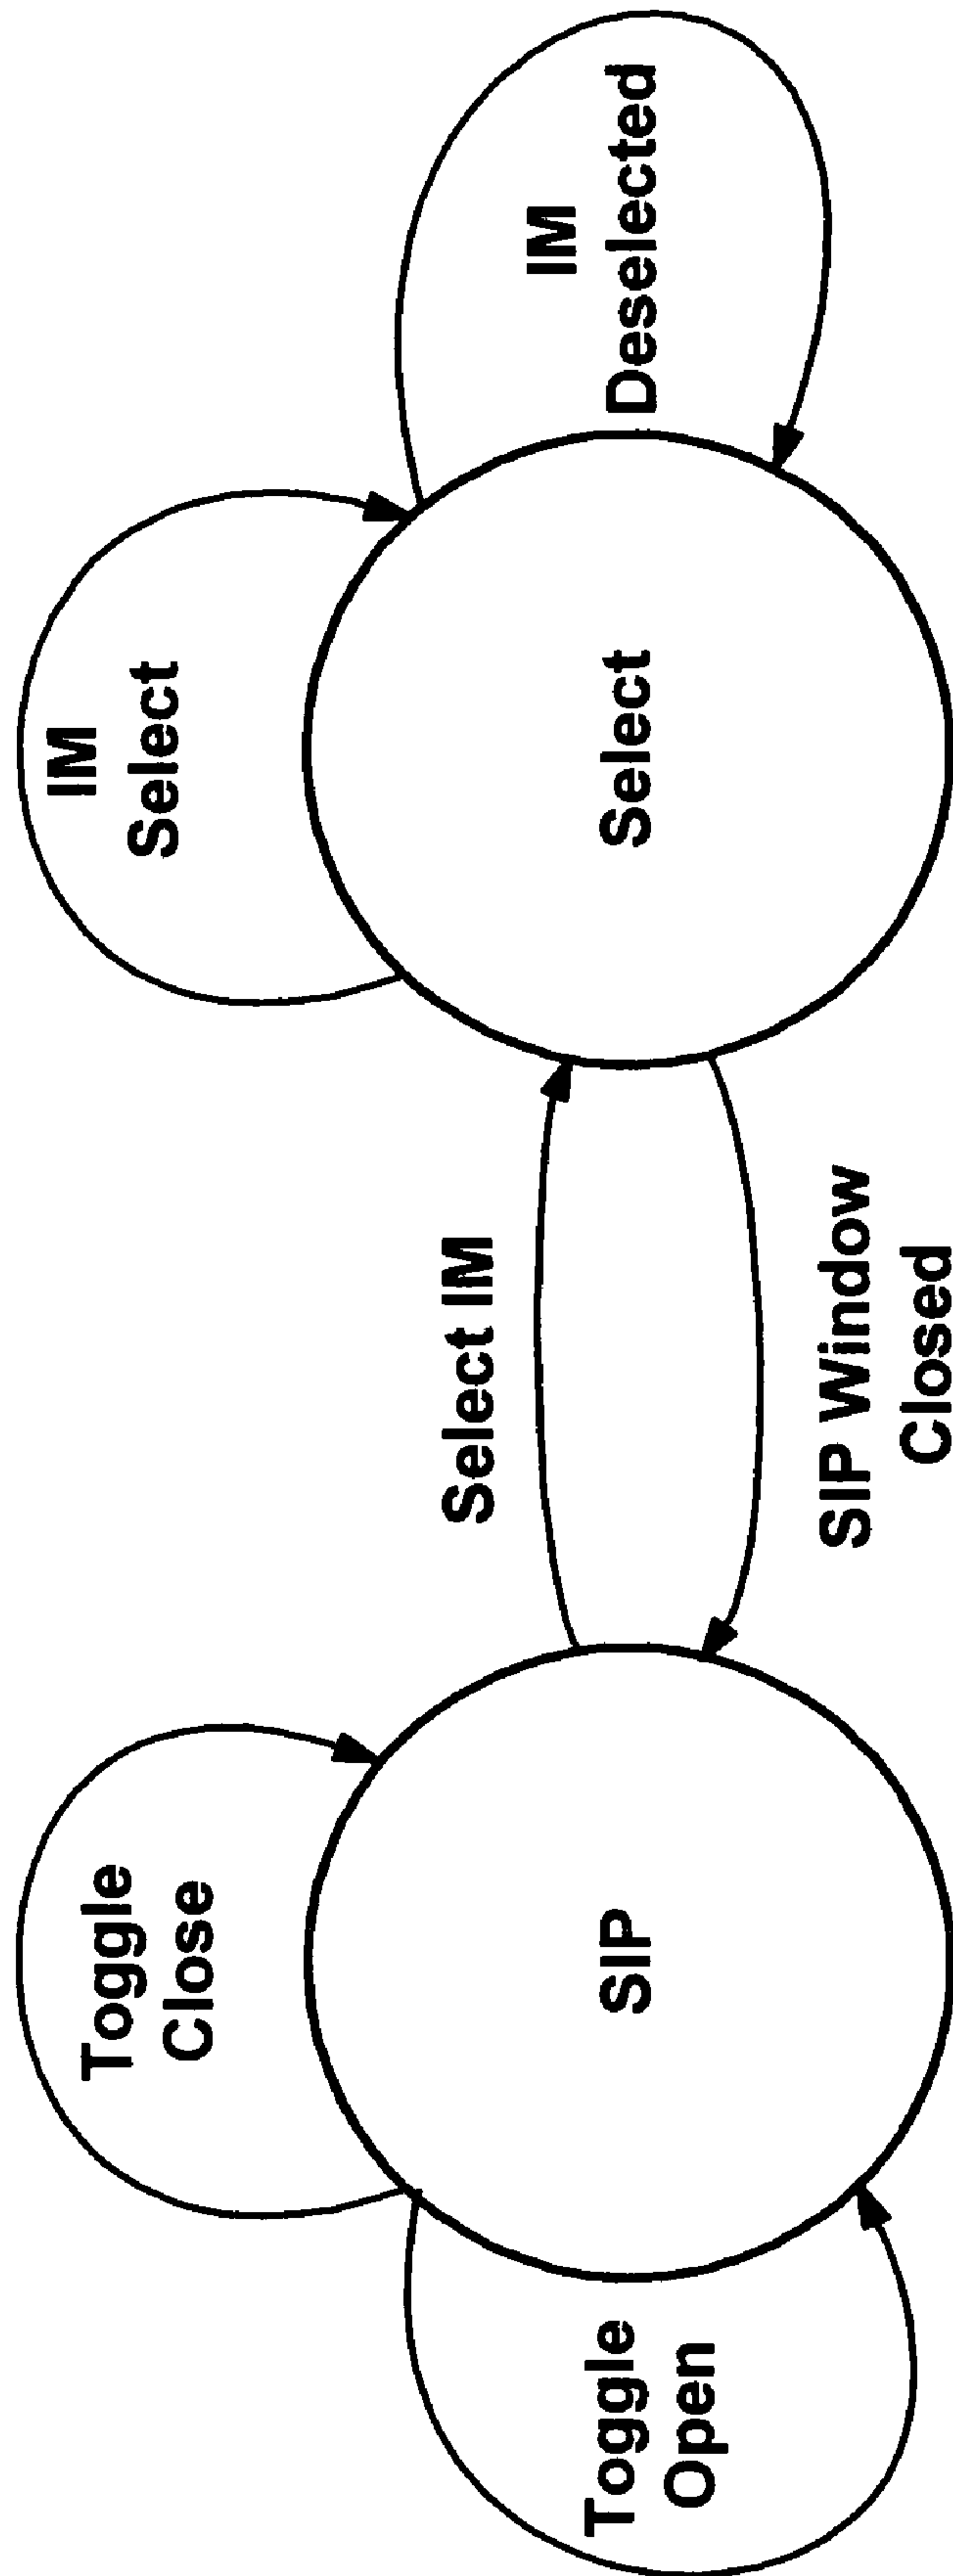 Toggle
Open
Toggle
Close
SIP
Select IM
SIP Window
Closed
IM
Select
Select
IM
Deselected